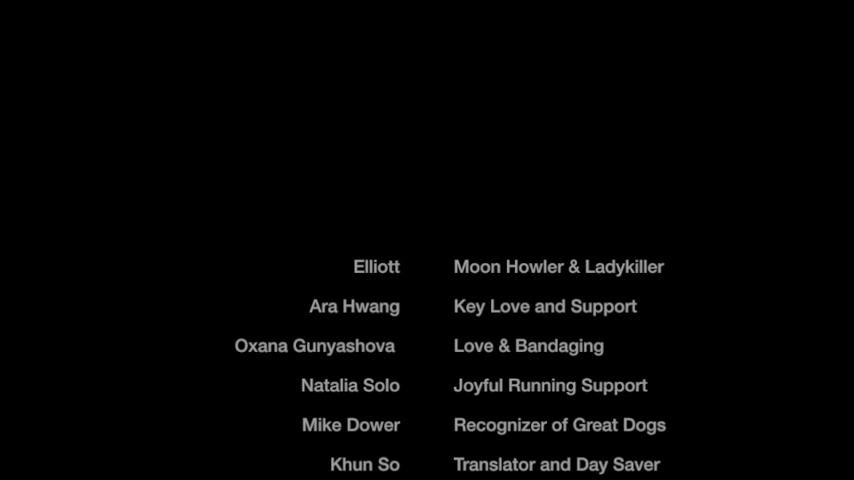 Elliott Moon Howler & Ladykiller
Ara Hwang Key Love and Support
Oxana Gunyashova Love & Bandaging
Natalia Solo Joyful Running Support
Mike Dower Recognizer of Great Dogs
Khun So Translator and Day Saver